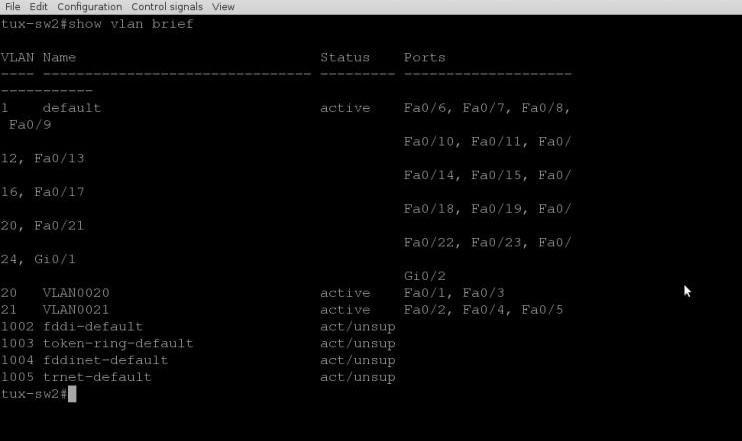 File Edit Configuration Control signals View
tux-sw2#show vlan brief
VLAN Name                             Status    Ports
---- -------------------------------- --------- --------------------
-----------
1    default                          active    Fa0/6, Fa0/7, Fa0/8,
 Fa0/9
                                                Fa0/10, Fa0/11, Fa0/
12, Fa0/13
                                                Fa0/14, Fa0/15, Fa0/
16, Fa0/17
                                                Fa0/18, Fa0/19, Fa0/
20, Fa0/21
                                                Fa0/22, Fa0/23, Fa0/
24, Gi0/1
                                                Gi0/2
20   VLAN0020                         active    Fa0/1, Fa0/3
21   VLAN0021                         active    Fa0/2, Fa0/4, Fa0/5
1002 fddi-default                     act/unsup
1003 token-ring-default               act/unsup
1004 fddinet-default                  act/unsup
1005 trnet-default                    act/unsup
tux-sw2#